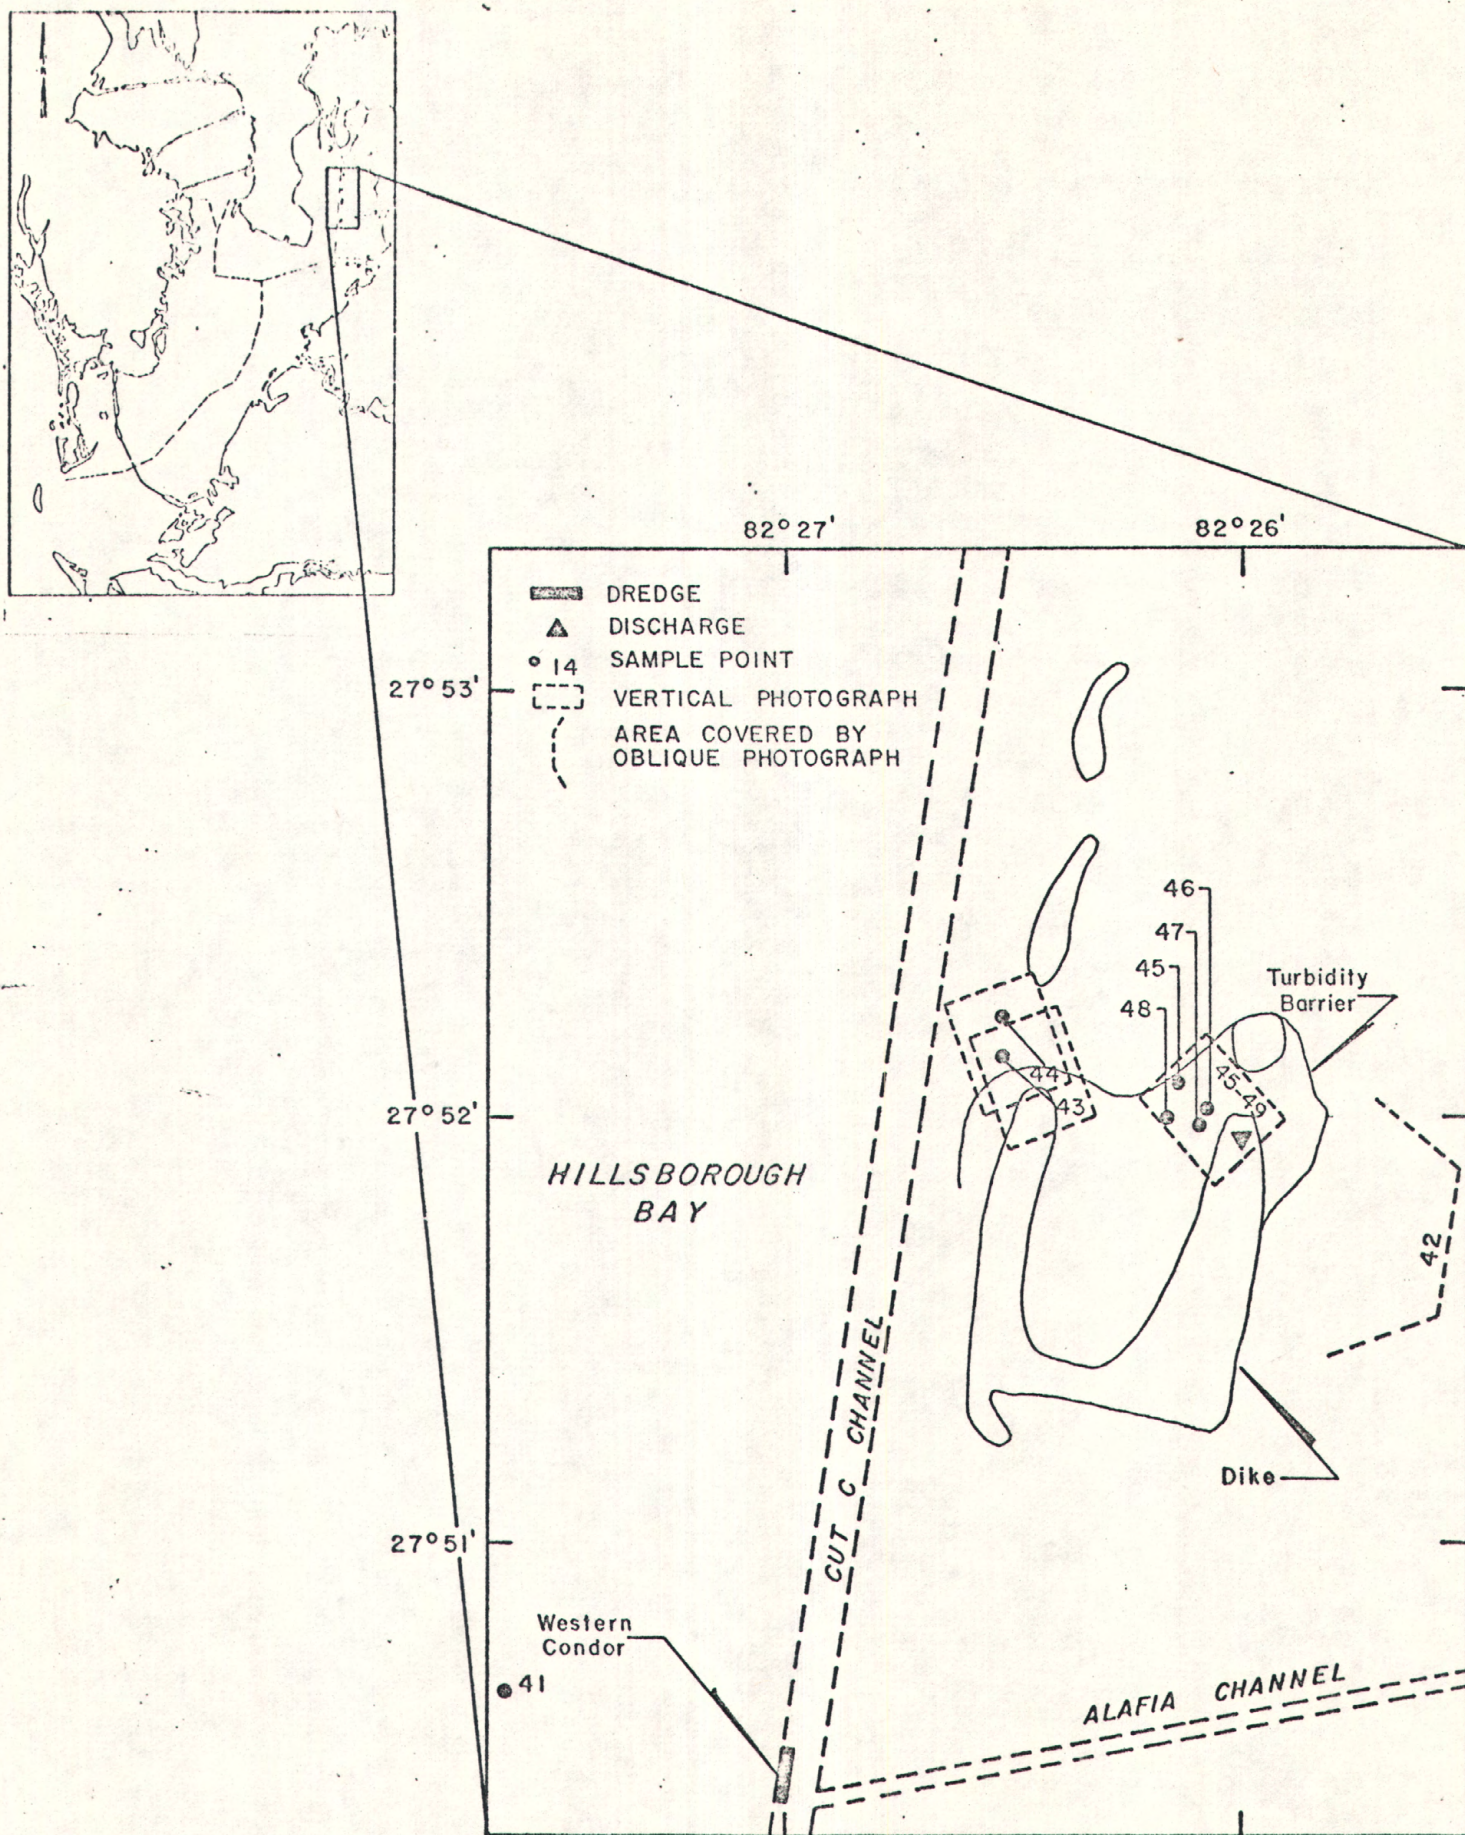 82°27'
82°26'
DREDGE
DISCHARGE
14 SAMPLE POINT
27°53'
VERTICAL PHOTOGRAPH
AREA COVERED BY
OBLIQUE PHOTOGRAPH
46
47
45
48
Turbidity
Barrier
44
43
45-49
27°52'
HILLSBOROUGH
BAY
42
CUT C CHANNEL
Dike
27°51'
Western
Condor
41
ALAFIA CHANNEL